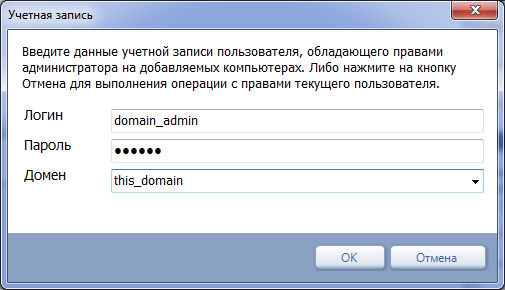 Учетная запись
Введите данные учетной записи пользователя, обладающего правами
администратора на добавляемых компьютерах. Либо нажмите на кнопку
Отмена для выполнения операции с правами текущего пользователя.
Логин domain_admin
Пароль ●●●●●●
Домен this_domain
OK Отмена